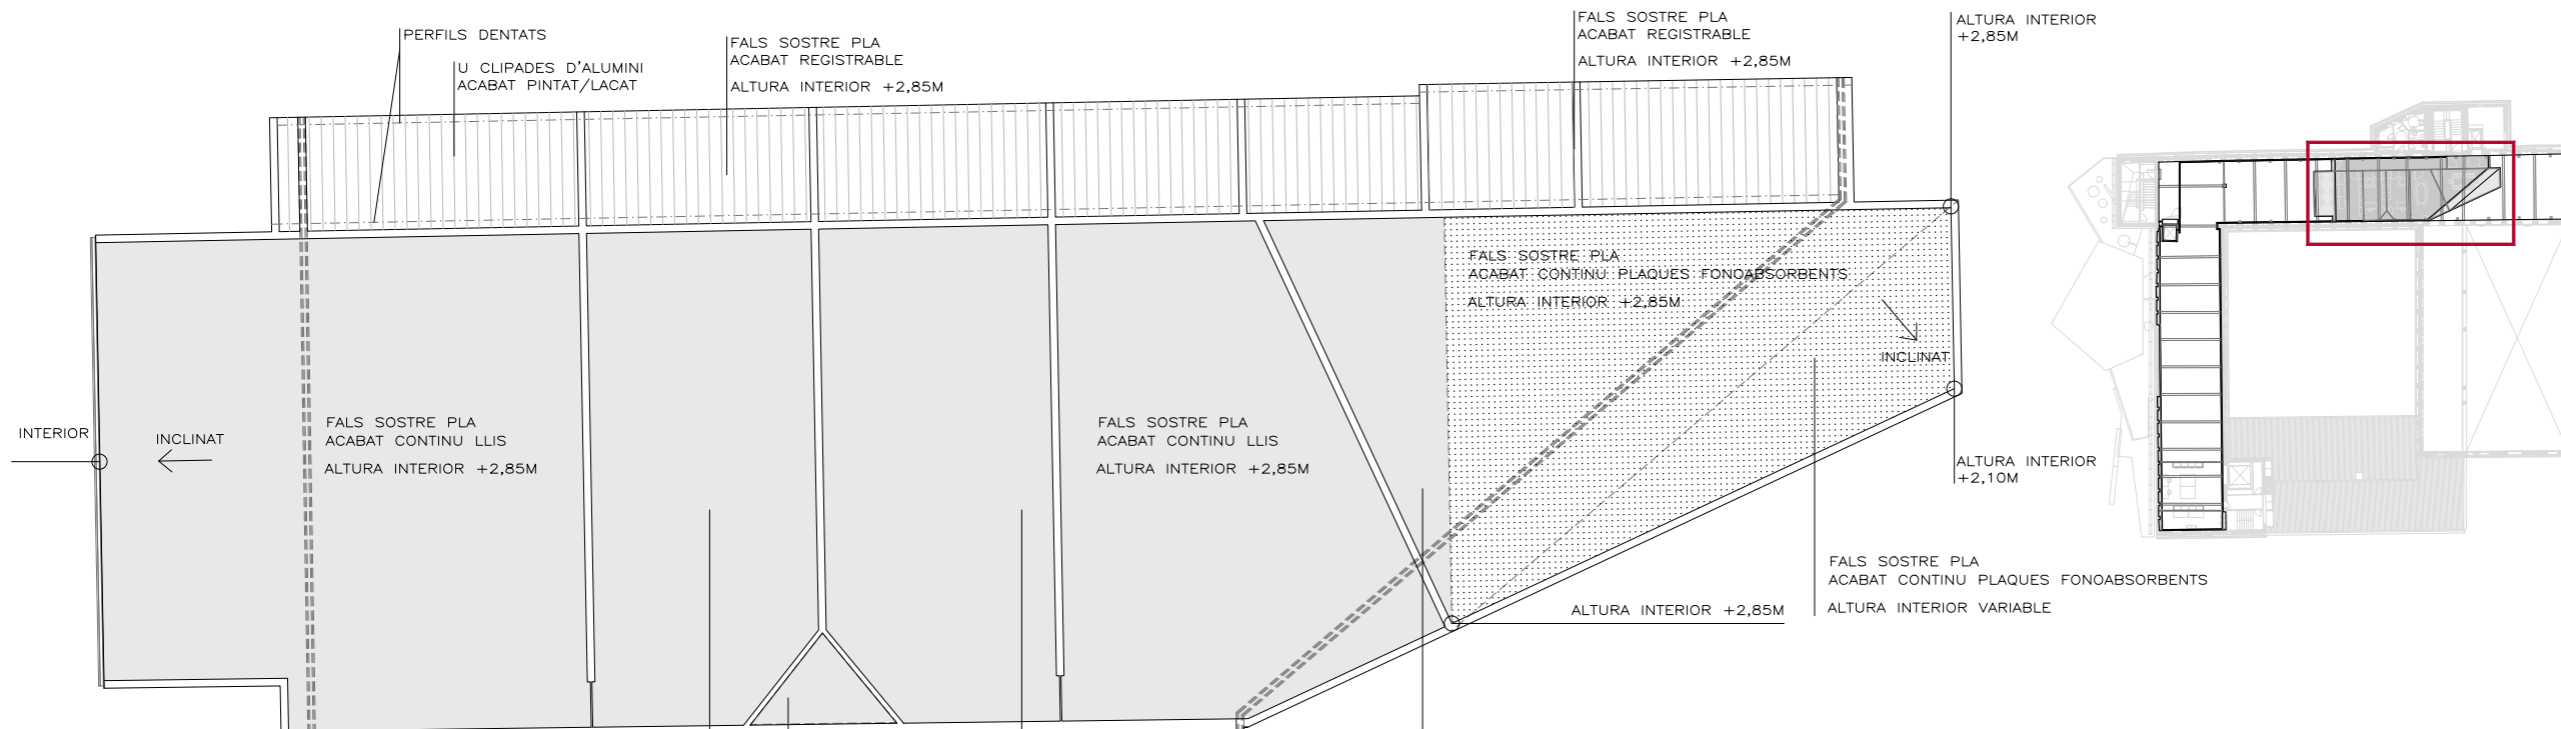 PERFILS DENTATS
U CLIPADES D'ALUMINI
ACABAT PINTAT/LACAT
FALS SOSTRE PLA
ACABAT REGISTRABLE
ALTURA INTERIOR +2,85M
FALS SOSTRE PLA
ACABAT REGISTRABLE
ALTURA INTERIOR +2,85M
ALTURA INTERIOR
+2,85M
FALS SOSTRE PLA
ACABAT CONTINU PLAQUES FONOABSORBENTS
ALTURA INTERIOR +2,85M
INCLINAT
INTERIOR
INCLINAT
FALS SOSTRE PLA
ACABAT CONTINU LLIS
ALTURA INTERIOR +2,85M
FALS SOSTRE PLA
ACABAT CONTINU LLIS
ALTURA INTERIOR +2,85M
ALTURA INTERIOR
+2,10M
FALS SOSTRE PLA
ACABAT CONTINU PLAQUES FONOABSORBENTS
ALTURA INTERIOR VARIABLE
ALTURA INTERIOR +2,85M